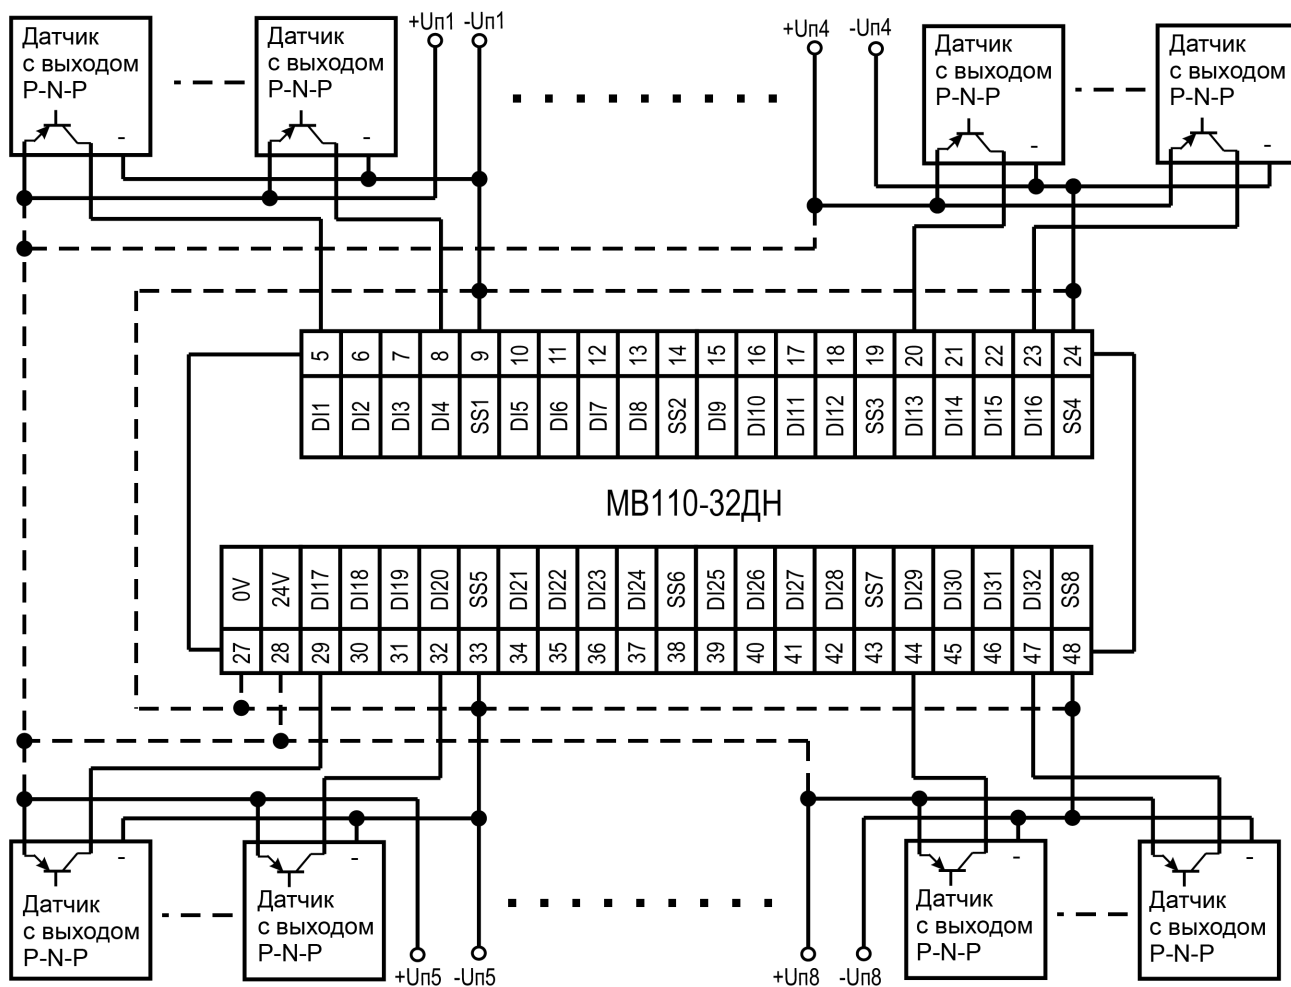 Датчик
с выходом
P-N-P
-
Датчик
с выходом
P-N-P
-
+Uп1
-Uп1
+Uп4
-Uп4
Датчик
с выходом
P-N-P
-
Датчик
с выходом
P-N-P
-
5 6 7 8 9 10 11 12 13 14 15 16 17 18 19 20 21 22 23 24
DI1 DI2 DI3 DI4 SS1 DI5 DI6 DI7 DI8 SS2 DI9 DI10 DI11 DI12 SS3 DI13 DI14 DI15 DI16 SS4
МВ110-32ДН
0V 24V DI17 DI18 DI19 DI20 SS5 DI21 DI22 DI23 DI24 SS6 DI25 DI26 DI27 DI28 SS7 DI29 DI30 DI31 DI32 SS8
27 28 29 30 31 32 33 34 35 36 37 38 39 40 41 42 43 44 45 46 47 48
-
Датчик
с выходом
P-N-P
-
Датчик
с выходом
P-N-P
+Uп5
-Uп5
+Uп8
-Uп8
-
Датчик
с выходом
P-N-P
-
Датчик
с выходом
P-N-P